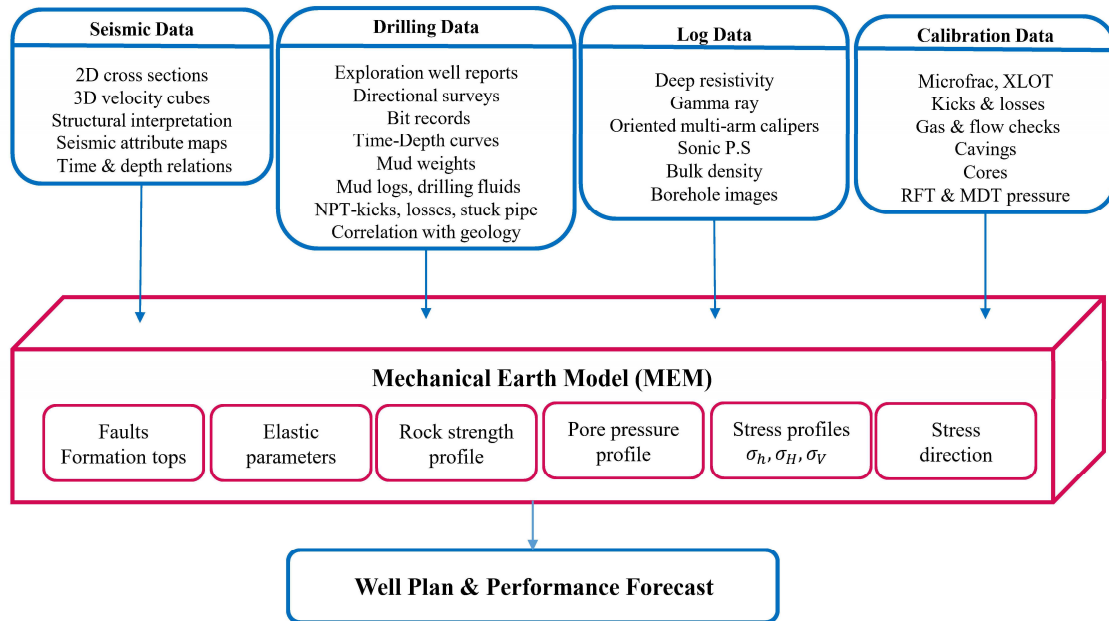 Seismic Data
2D cross sections
3D velocity cubes
Structural interpretation
Seismic attribute maps
Time & depth relations
Drilling Data
Exploration well reports
Directional surveys
Bit records
Time-Depth curves
Mud weights
Mud logs, drilling fluids
NPT-kicks, losses, stuck pipe
Correlation with geology
Log Data
Deep resistivity
Gamma ray
Oriented multi-arm calipers
Sonic P.S
Bulk density
Borehole images
Calibration Data
Microfrac, XLOT
Kicks & losses
Gas & flow checks
Cavings
Cores
RFT & MDT pressure
Mechanical Earth Model (MEM)
Faults
Formation tops
Elastic
parameters
Rock strength
profile
Pore pressure
profile
Stress profiles
σh, σH, σV
Stress
direction
Well Plan & Performance Forecast